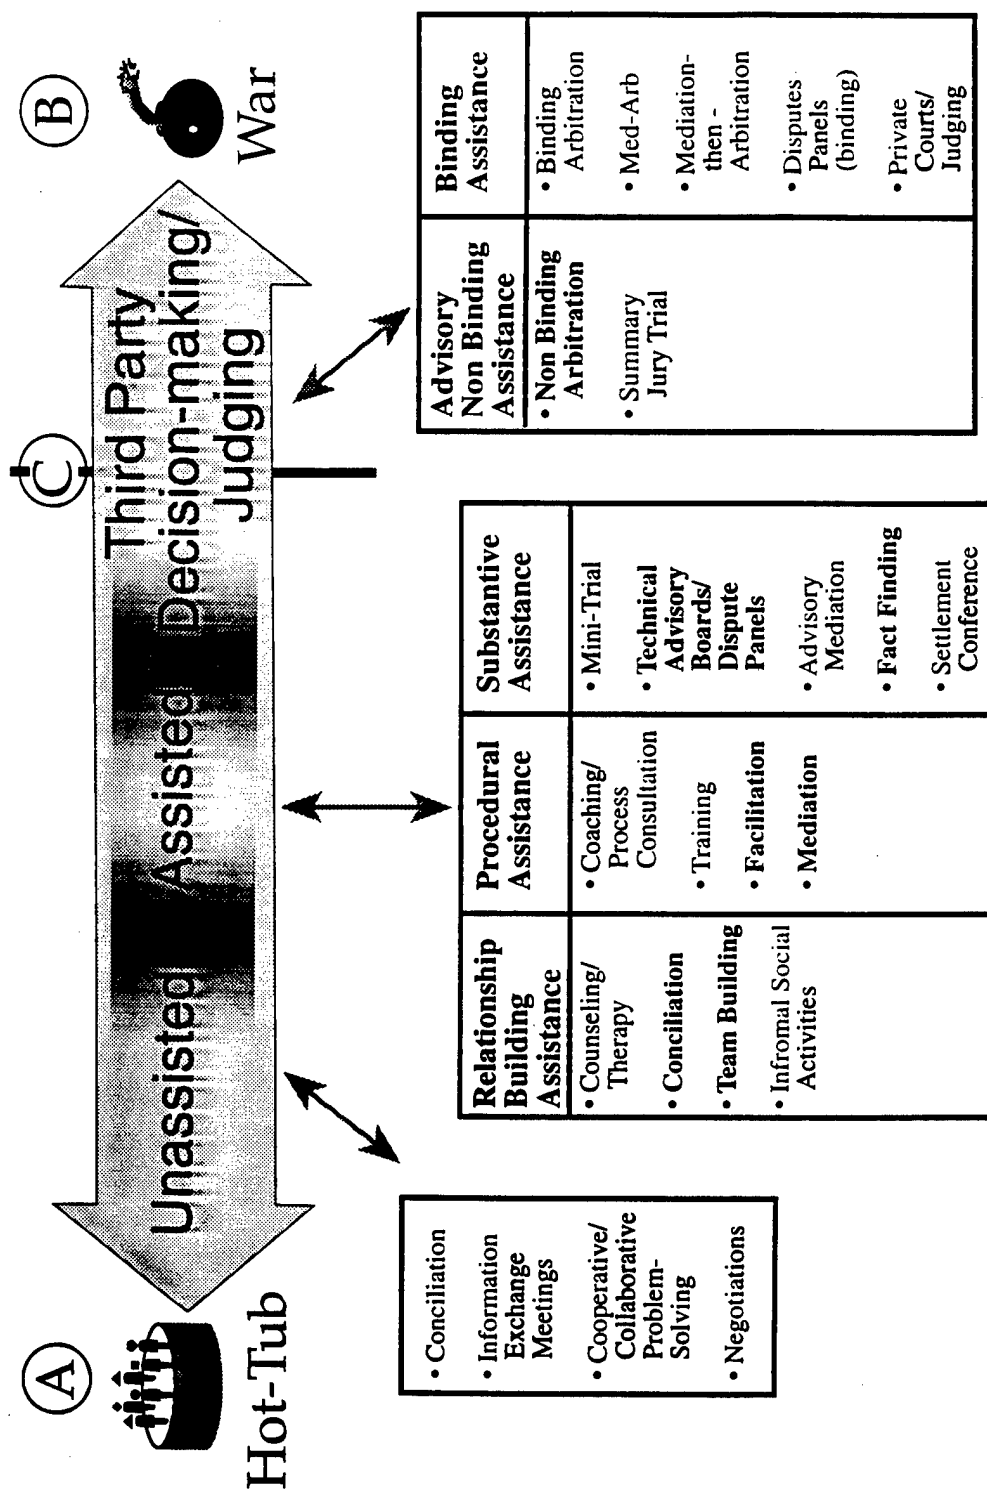 A
Hot-Tub
B
War
C
Unassisted
Assisted
Third Party
Decision-making/
Judging
• Conciliation
• Information
Exchange
Meetings
• Cooperative/
Collaborative
Problem-
Solving
• Negotiations
Relationship
Building
Assistance
• Counseling/
Therapy
• Conciliation
• Team Building
• Infromal Social
Activities
Procedural
Assistance
• Coaching/
Process
Consultation
• Training
• Facilitation
• Mediation
Substantive
Assistance
• Mini-Trial
• Technical
Advisory
Boards/
Dispute
Panels
• Advisory
Mediation
• Fact Finding
• Settlement
Conference
Advisory
Non Binding
Assistance
• Non Binding
Arbitration
• Summary
Jury Trial
Binding
Assistance
• Binding
Arbitration
• Med-Arb
• Mediation-
then -
Arbitration
• Disputes
Panels
(binding)
• Private
Courts/
Judging